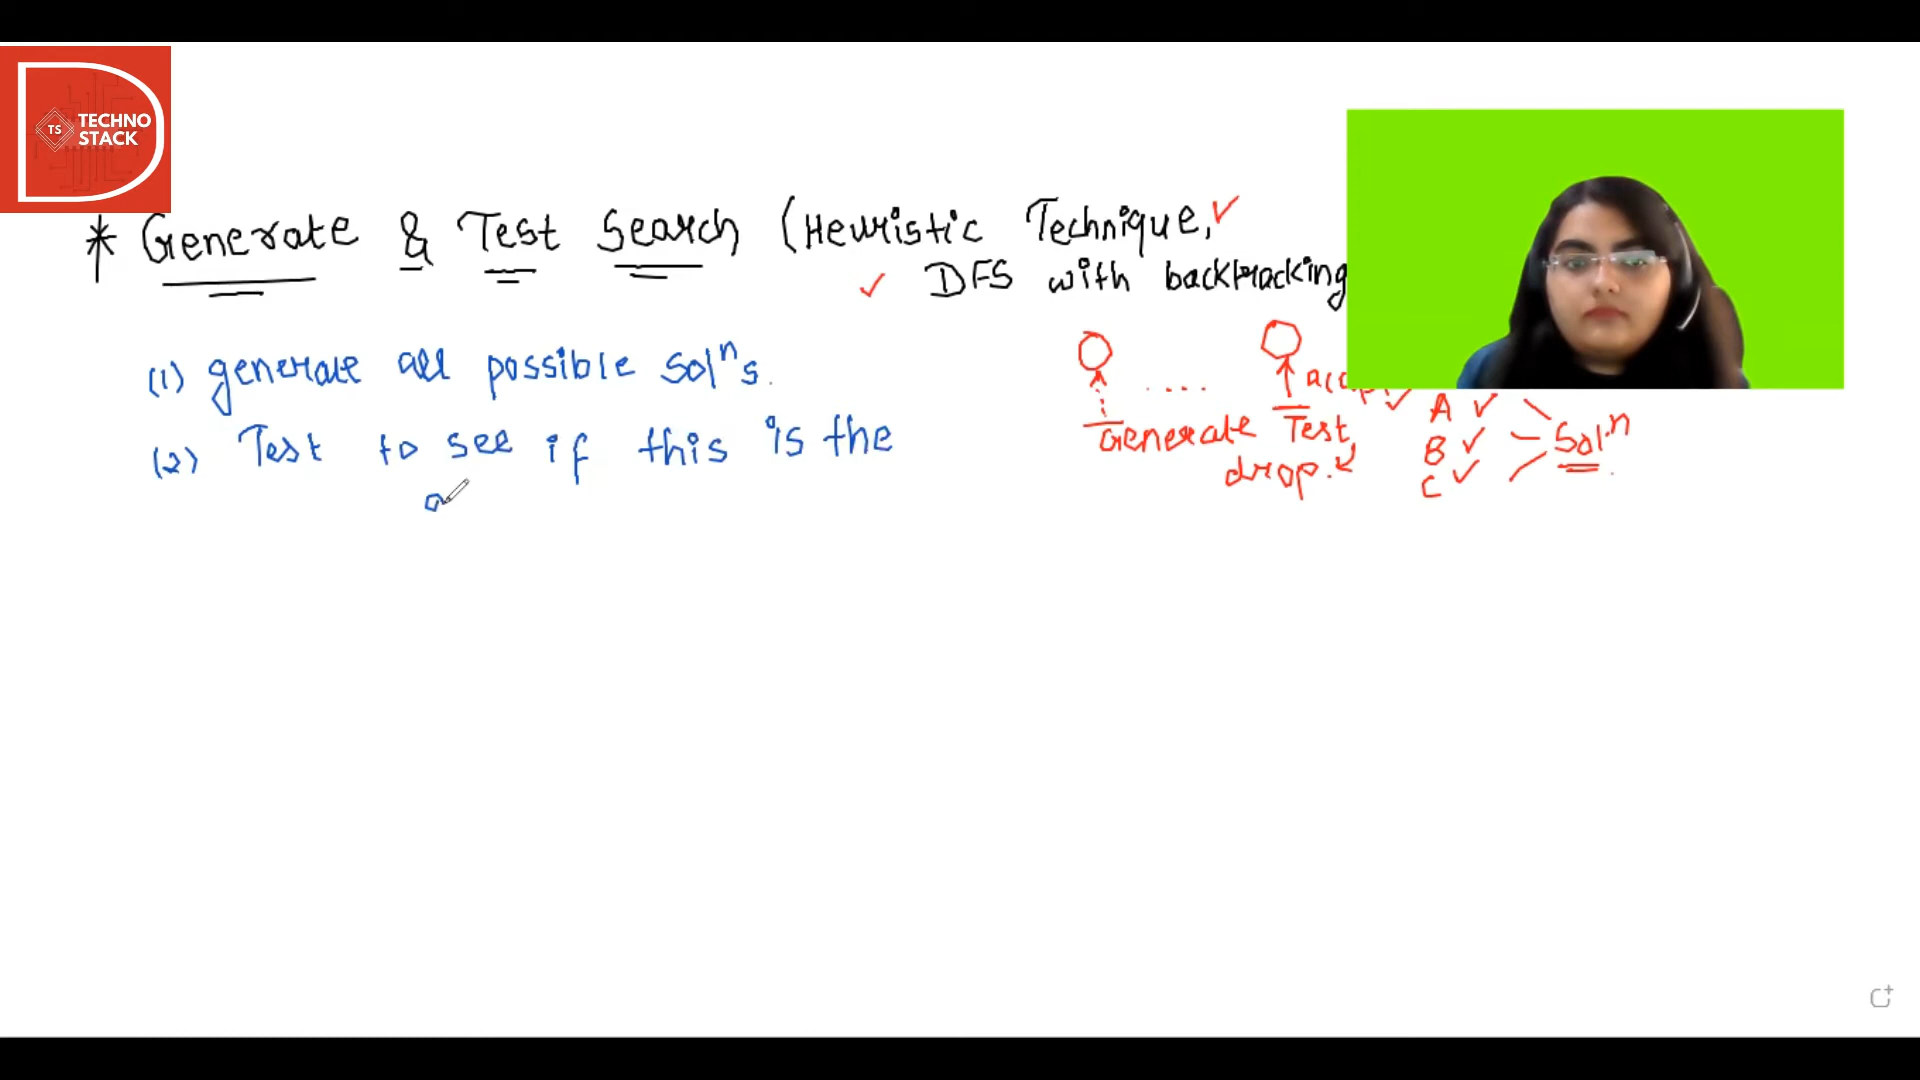 TS
TECHNO
STACK
* Generate & Test Search (Heuristic Technique,
DFS with backtracking
(1) generate all possible solⁿs.
(2) Test to see if this is the
....
Generate Test
drop.
A
B
C
Solⁿ